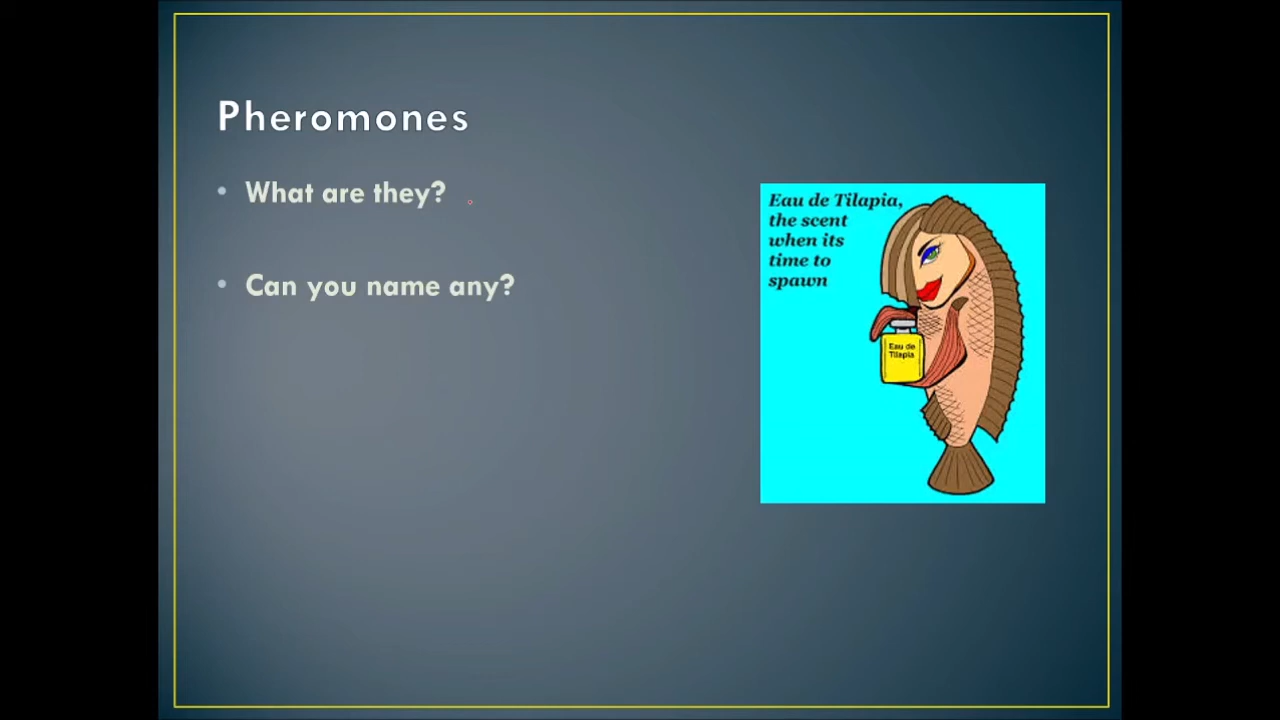 Pheromones
• What are they?
• Can you name any?
Eau de Tilapia,
the scent
when its
time to
spawn
Eau de
Tilapia